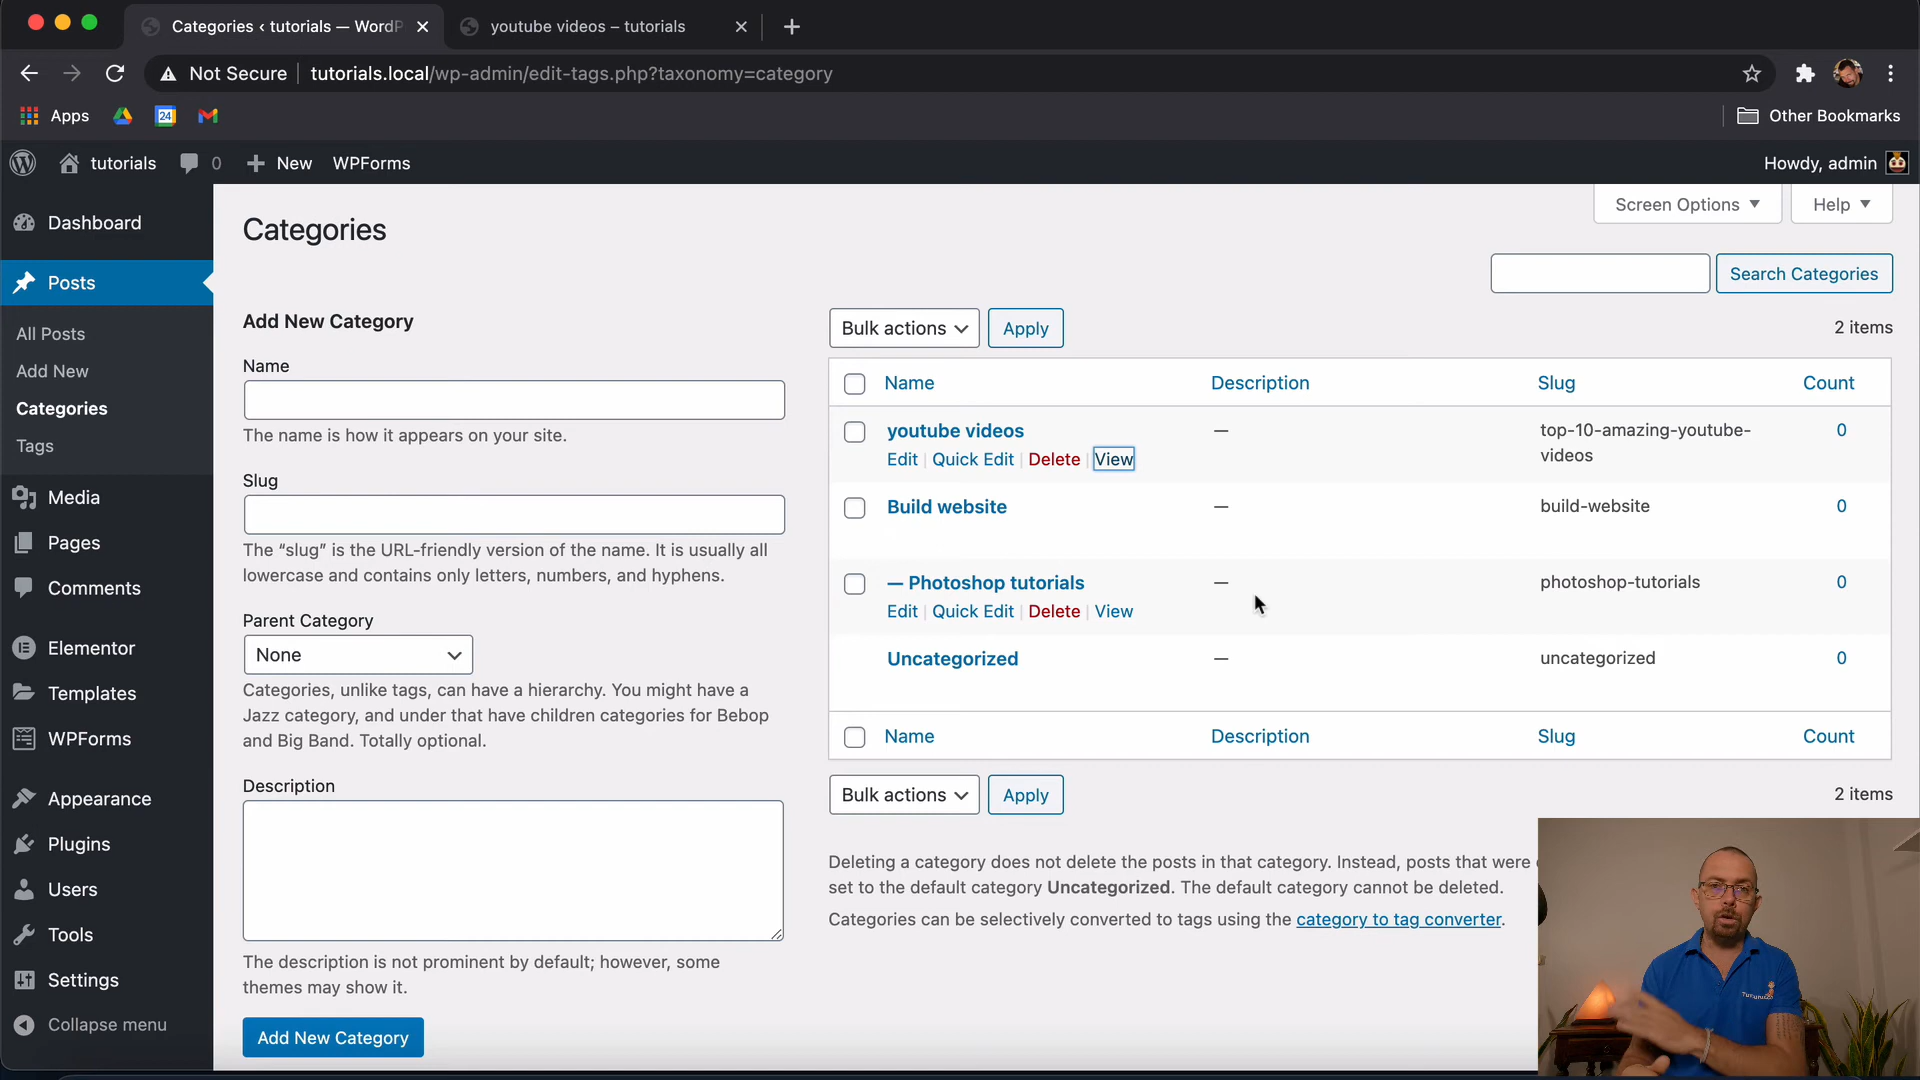 Categories ‹ tutorials — WordP
youtube videos – tutorials
Not Secure
tutorials.local/wp-admin/edit-tags.php?taxonomy=category
Apps
24
Other Bookmarks
tutorials
0
New
WPForms
Howdy, admin
Dashboard
Posts
All Posts
Add New
Categories
Tags
Media
Pages
Comments
Elementor
Templates
WPForms
Appearance
Plugins
Users
Tools
Settings
Collapse menu
Screen Options
Help
Categories
Search Categories
Add New Category
Name
The name is how it appears on your site.
Slug
The “slug” is the URL-friendly version of the name. It is usually all
lowercase and contains only letters, numbers, and hyphens.
Parent Category
None
Categories, unlike tags, can have a hierarchy. You might have a
Jazz category, and under that have children categories for Bebop
and Big Band. Totally optional.
Description
The description is not prominent by default; however, some
themes may show it.
Add New Category
Bulk actions
Apply
2 items
Name Description Slug Count
youtube videos — top-10-amazing-youtube-videos 0
Edit | Quick Edit | Delete | View
Build website — build-website 0
— Photoshop tutorials — photoshop-tutorials 0
Edit | Quick Edit | Delete | View
Uncategorized — uncategorized 0
Name Description Slug Count
Bulk actions
Apply
2 items
Deleting a category does not delete the posts in that category. Instead, posts that were
set to the default category Uncategorized. The default category cannot be deleted.
Categories can be selectively converted to tags using the category to tag converter.